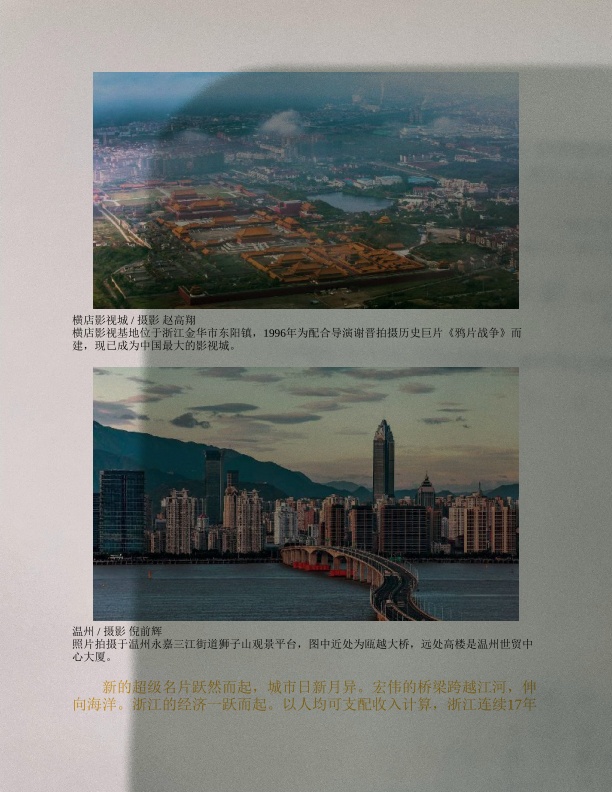 横店影视城 / 摄影 赵高翔
横店影视基地位于浙江金华市东阳镇，1996年为配合导演谢晋拍摄历史巨片《鸦片战争》而
建，现已成为中国最大的影视城。
温州 / 摄影 倪前辉
照片拍摄于温州永嘉三江街道狮子山观景平台，图中近处为瓯越大桥，远处高楼是温州世贸中
心大厦。
新的超级名片跃然而起，城市日新月异。宏伟的桥梁跨越江河，伸
向海洋。浙江的经济一跃而起。以人均可支配收入计算，浙江连续17年